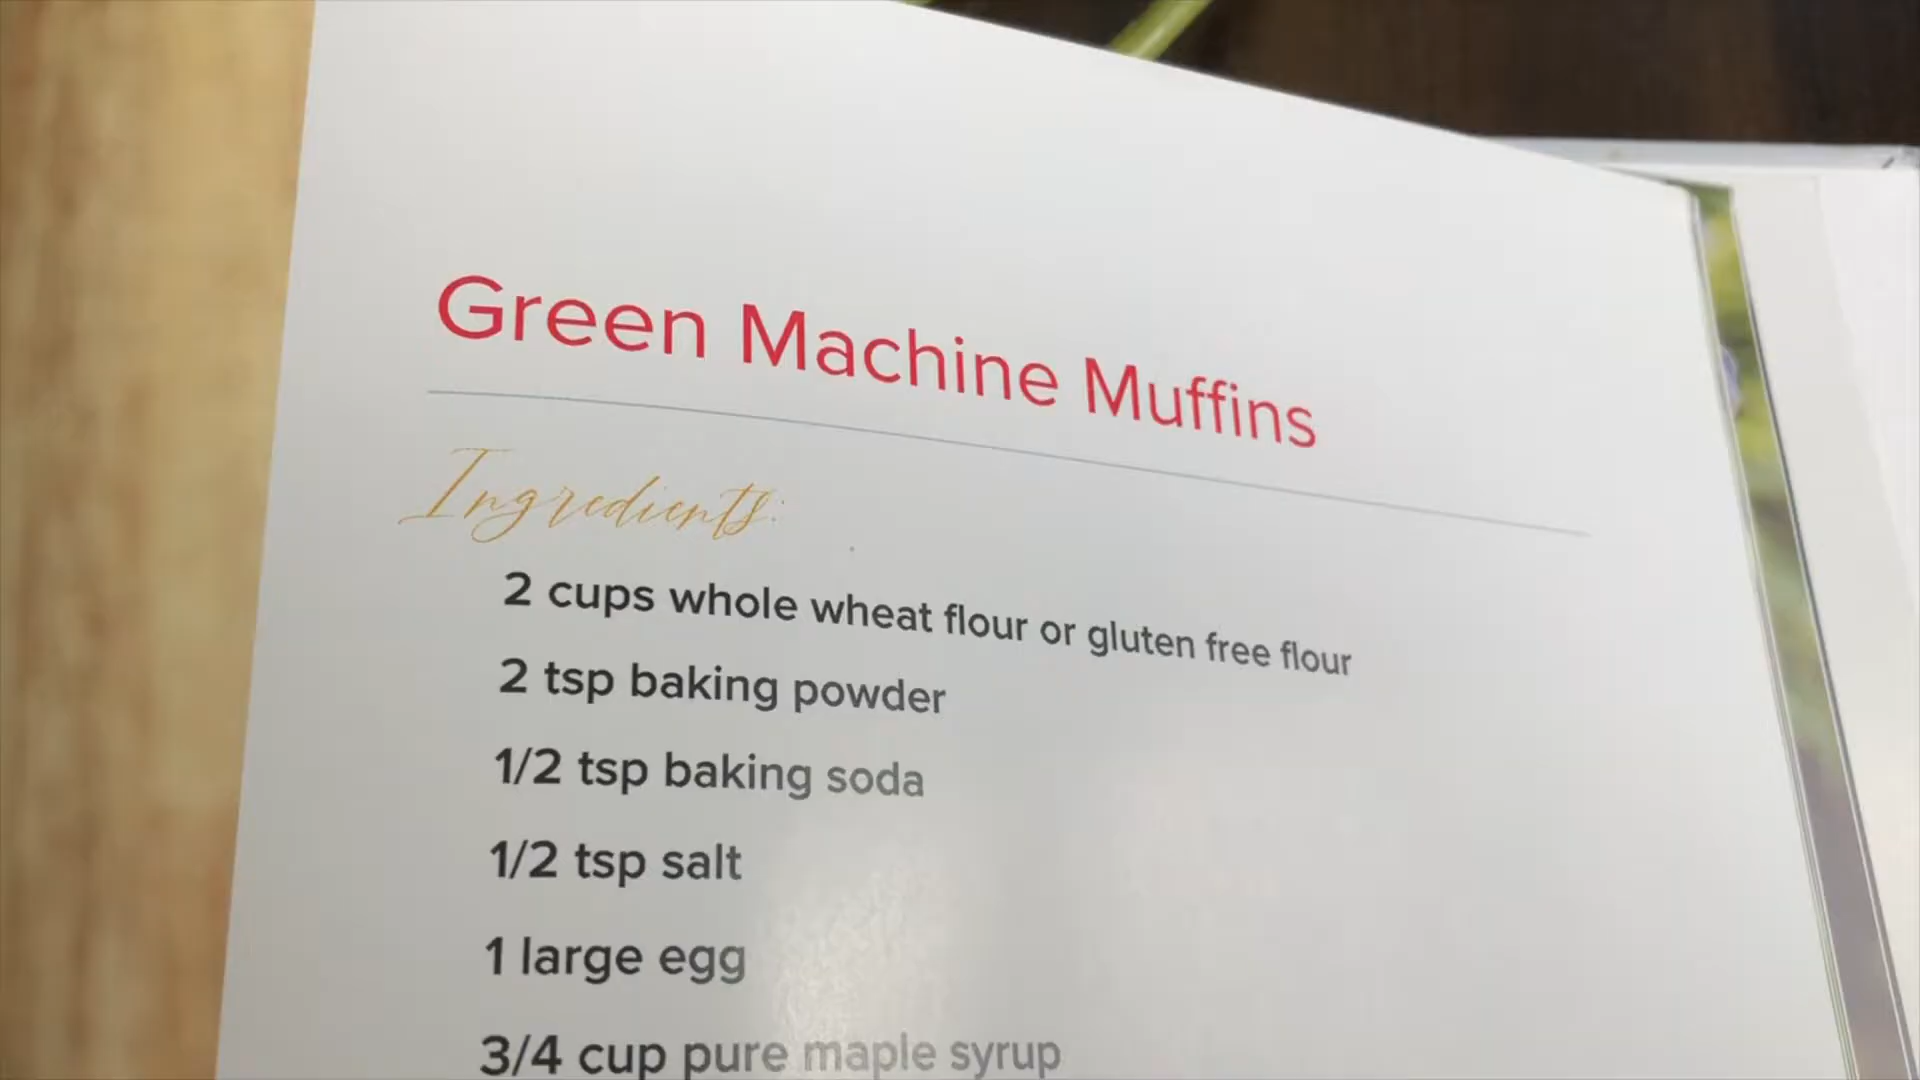 Green Machine Muffins
Ingredients:
2 cups whole wheat flour or gluten free flour
2 tsp baking powder
1/2 tsp baking soda
1/2 tsp salt
1 large egg
3/4 cup pure maple syrup